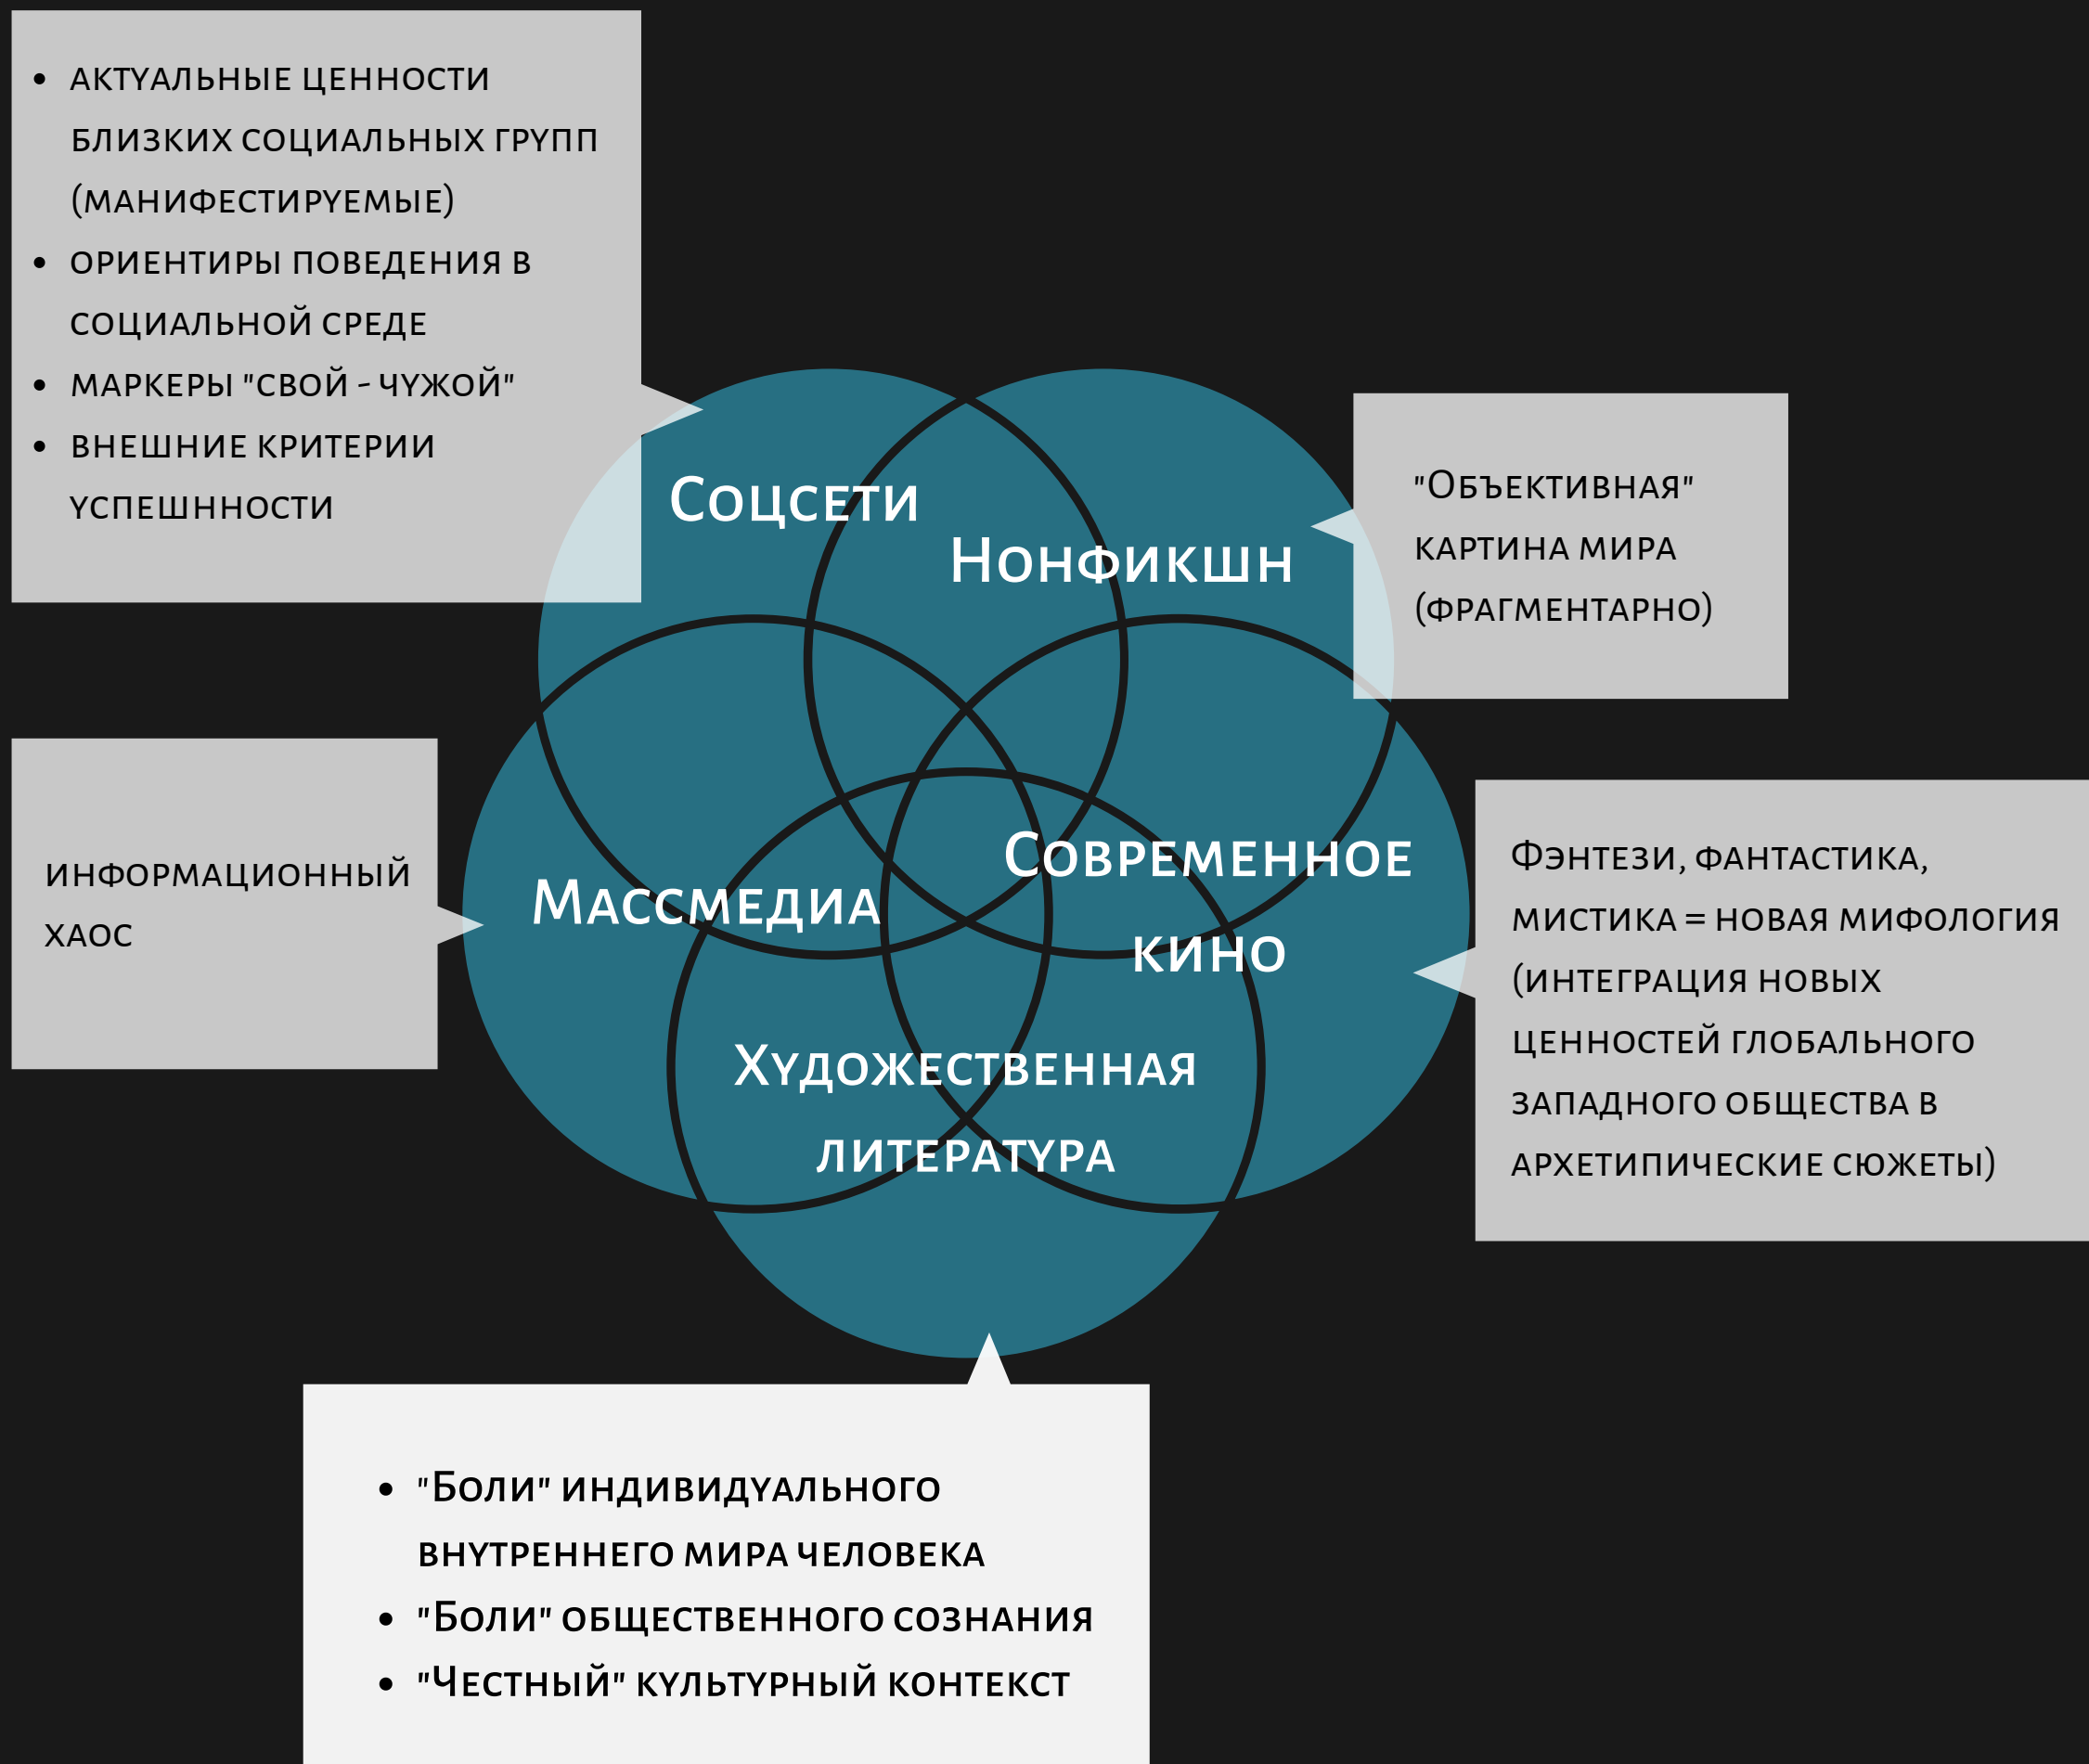 • актуальные ценности
близких социальных групп
(манифестируемые)
• ориентиры поведения в
социальной среде
• маркеры "свой - чужой"
• внешние критерии
успешнности
Соцсети
Нонфикшн
"Объективная"
картина мира
(фрагментарно)
информационный
хаос
Массмедиа
Современное
кино
Фэнтези, фантастика,
мистика = новая мифология
(интеграция новых
ценностей глобального
западного общества в
архетипические сюжеты)
Художественная
литература
• "Боли" индивидуального
внутреннего мира человека
• "Боли" общественного сознания
• "Честный" культурный контекст